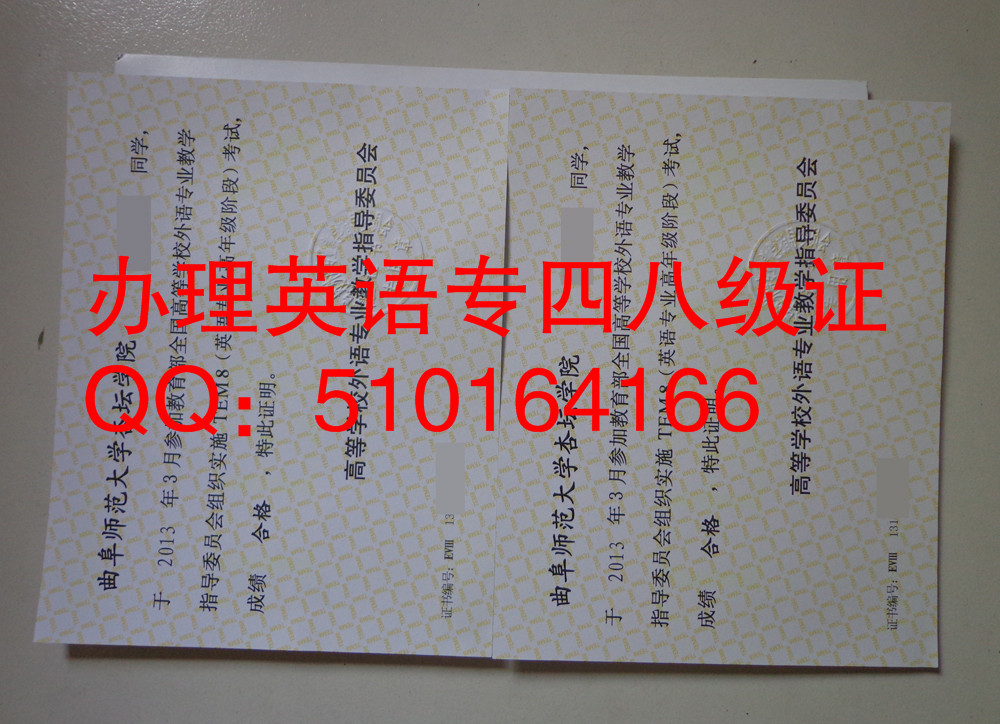 办理英语专四八级证
QQ：510164166
同学，
曲阜师范大学杏坛学院
于 2013 年 3 月参加教育部全国高等学校外语专业教学
指导委员会组织实施 TEM8（英语专业高年级阶段）考试，
成绩 合格 ，特此证明。
高等学校外语专业教学指导委员会
证书编号：EVIII 13
同学，
曲阜师范大学杏坛学院
于 2013 年 3 月参加教育部全国高等学校外语专业教学
指导委员会组织实施 TEM8（英语专业高年级阶段）考试，
成绩 合格 ，特此证明
高等学校外语专业教学指导委员会
证书编号：EVIII 131